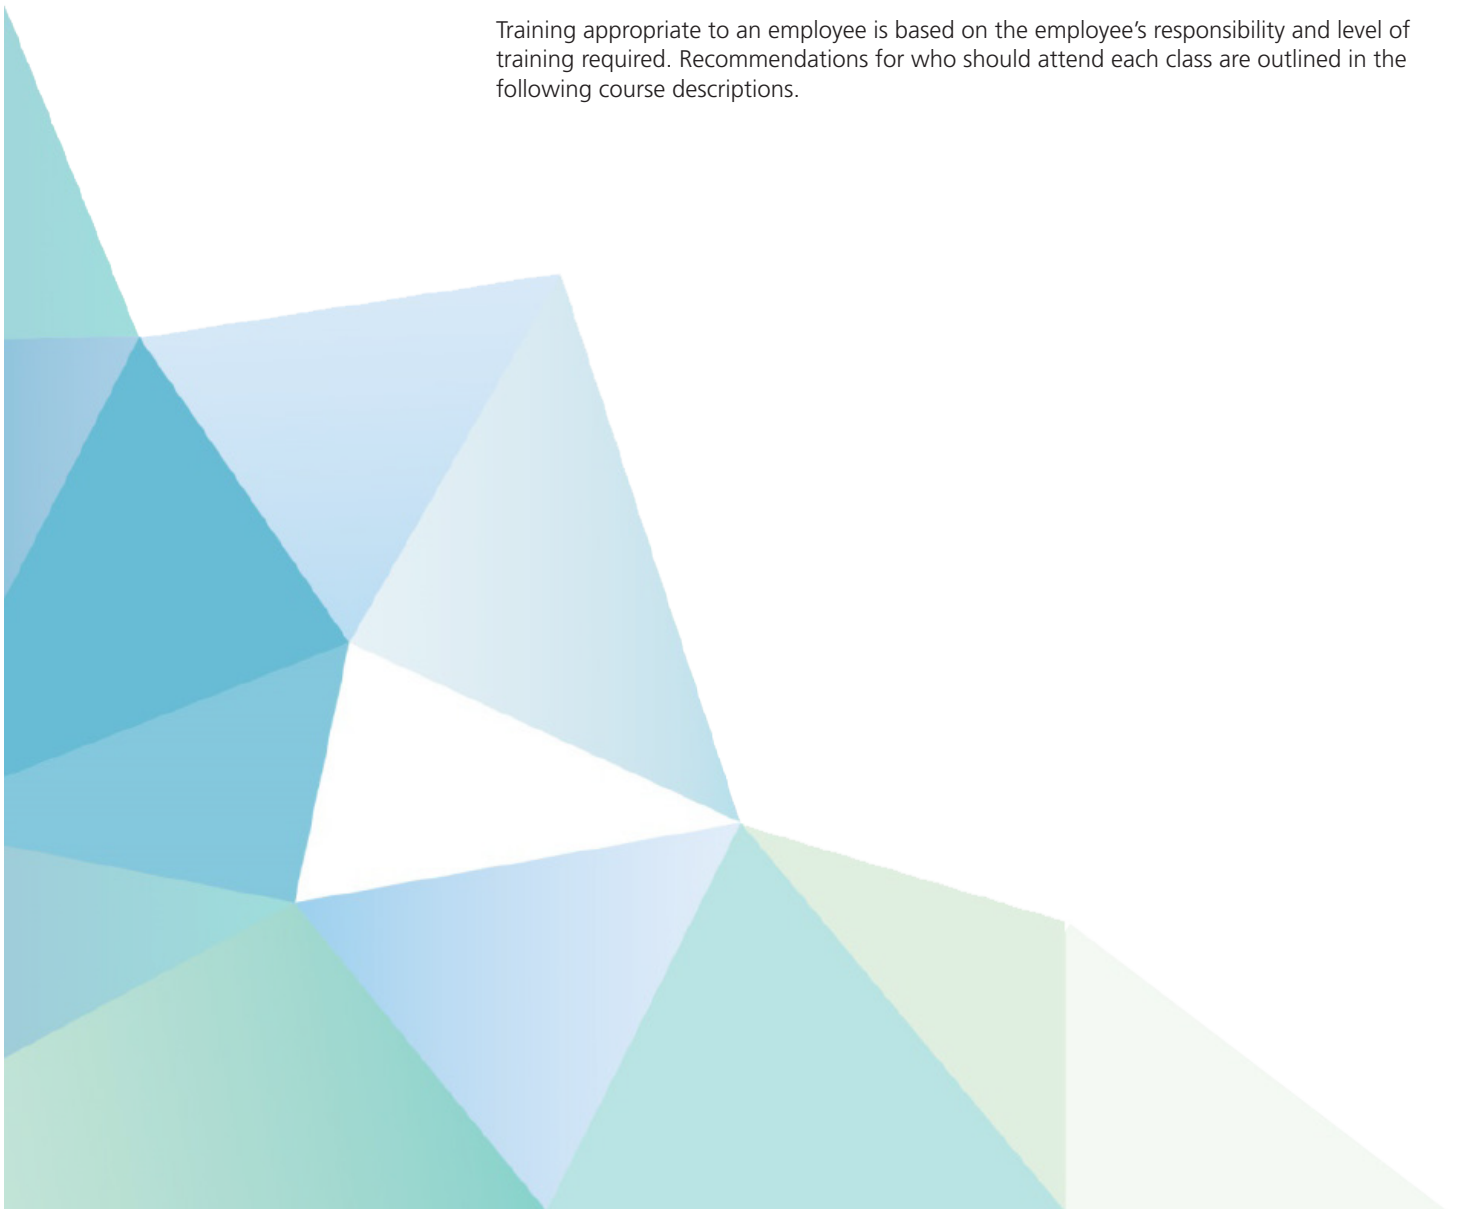 Training appropriate to an employee is based on the employee’s responsibility and level of
training required. Recommendations for who should attend each class are outlined in the
following course descriptions.